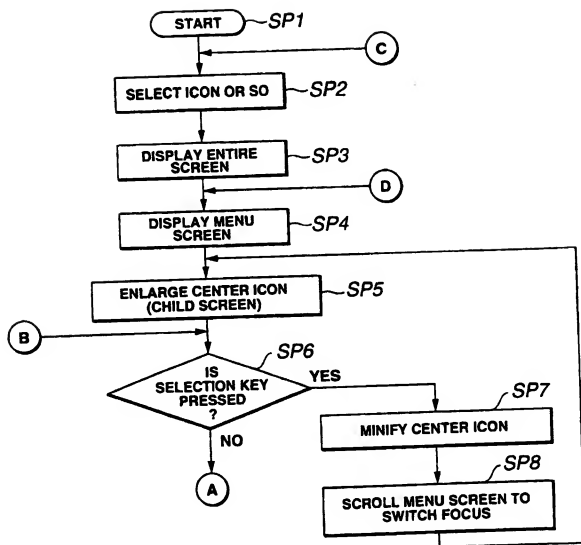 START
SP1
C
SELECT ICON OR SO
SP2
DISPLAY ENTIRE
SCREEN
SP3
D
DISPLAY MENU
SCREEN
SP4
ENLARGE CENTER ICON
(CHILD SCREEN)
SP5
B
SP6
IS
SELECTION KEY
PRESSED
?
YES
NO
SP7
MINIFY CENTER ICON
A
SP8
SCROLL MENU SCREEN TO
SWITCH FOCUS